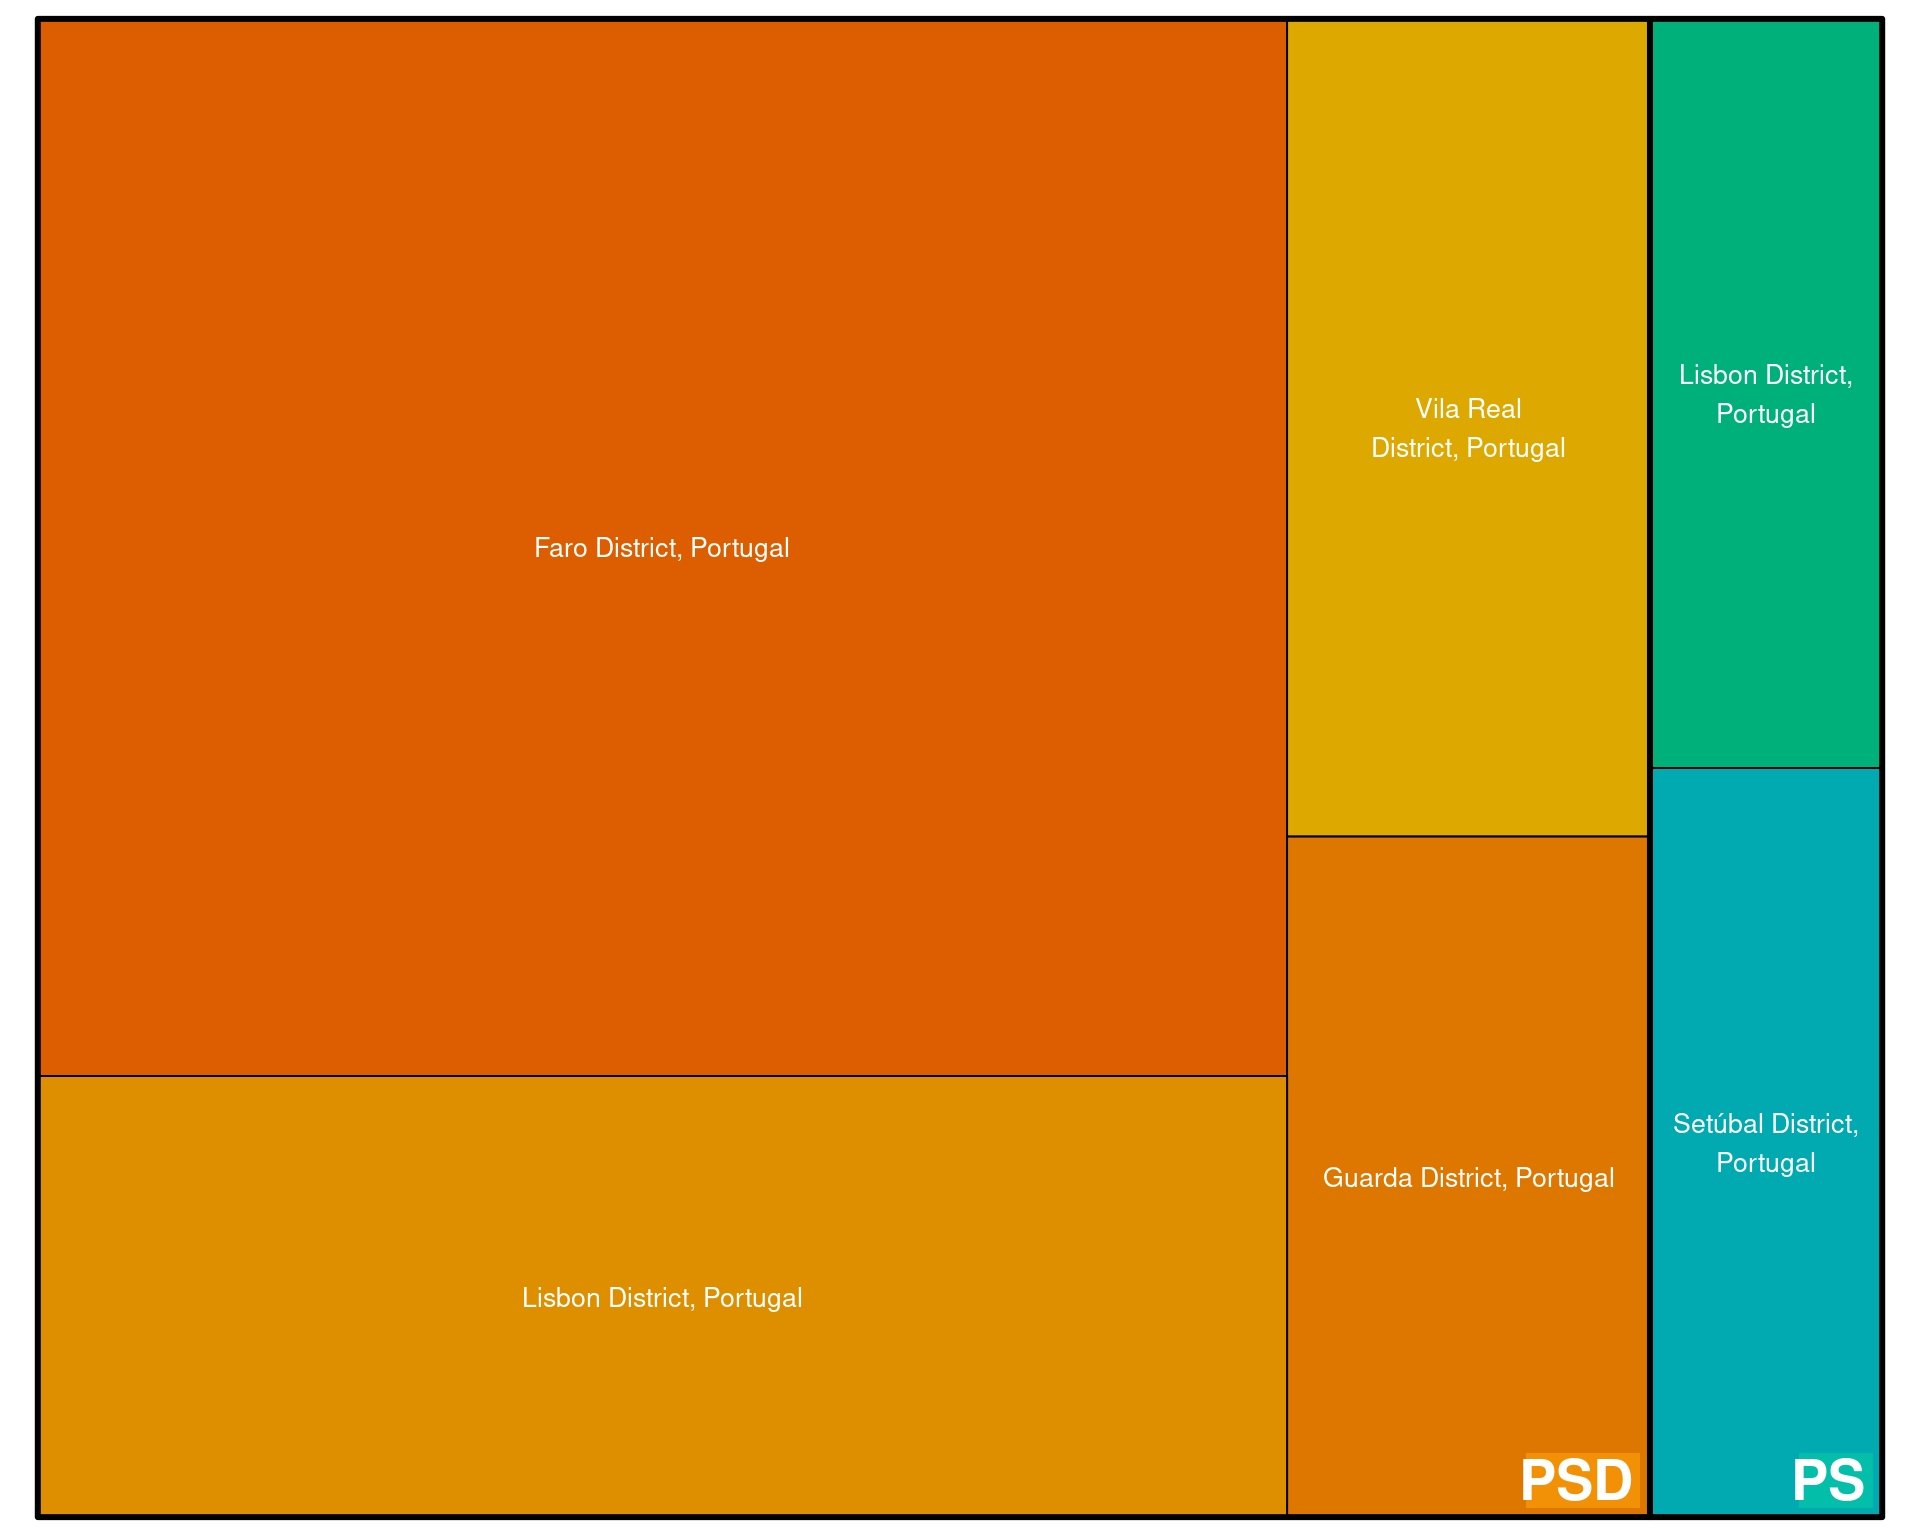 Faro District, Portugal
Lisbon District, Portugal
Vila Real
District, Portugal
Guarda District, Portugal
PSD
Lisbon District,
Portugal
Setúbal District,
Portugal
PS